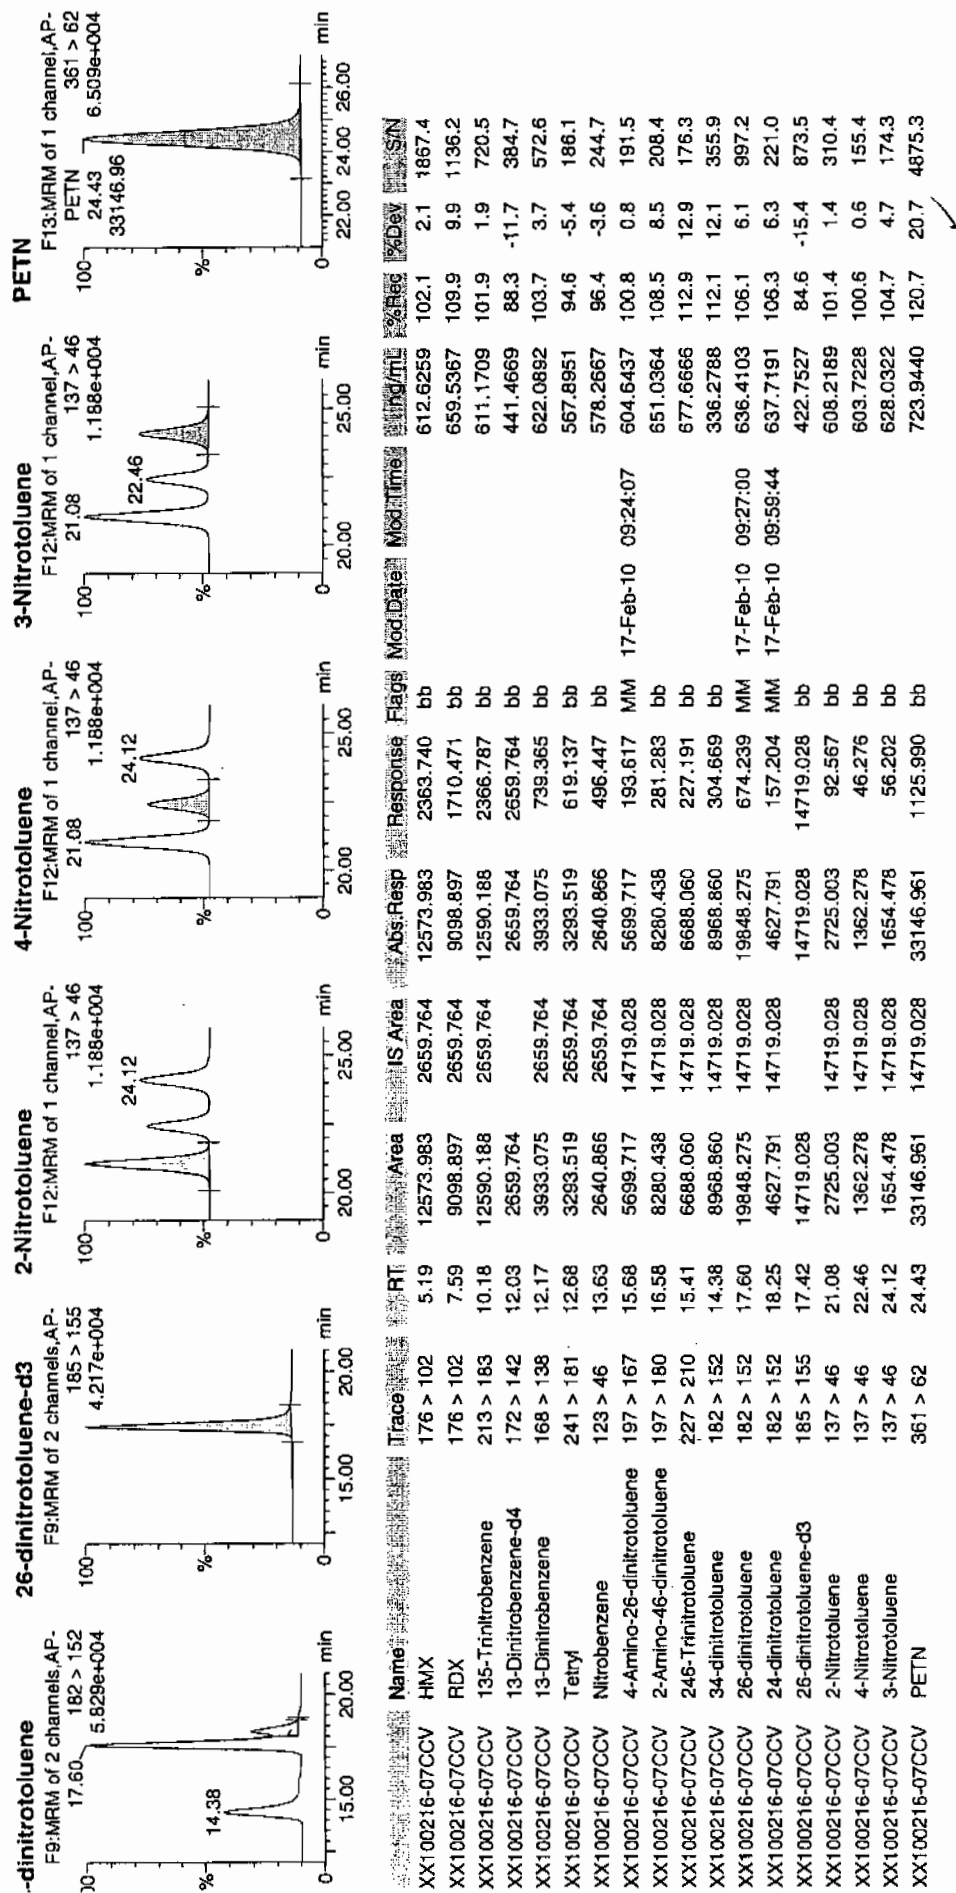 -dinitrotoluene
F9:MRM of 2 channels,AP-
182 > 152
5.829e+004
17.60
14.38
%
0
15.00
20.00
min
26-dinitrotoluene-d3
F9:MRM of 2 channels,AP-
185 > 155
4.217e+004
100
%
0
15.00
20.00
min
2-Nitrotoluene
F12:MRM of 1 channel,AP-
137 > 46
1.188e+004
24.12
100
%
0
20.00
25.00
min
4-Nitrotoluene
F12:MRM of 1 channel,AP-
137 > 46
1.188e+004
21.08
24.12
100
%
0
20.00
25.00
min
3-Nitrotoluene
F12:MRM of 1 channel,AP-
137 > 46
1.188e+004
21.08
22.46
100
%
0
20.00
25.00
min
PETN
F13:MRM of 1 channel,AP-
PETN 361 > 62
24.43 6.509e+004
33146.96
100
%
0
22.00
24.00
26.00
min
Name Trace RT Area IS Area Abs.Resp Response Flags Mod.Date Mod.Time ng/mL %Rec %Dev S/N
XX100216-07CCV HMX 176 > 102 5.19 12573.983 2659.764 12573.983 2363.740 bb 612.6259 102.1 2.1 1867.4
XX100216-07CCV RDX 176 > 102 7.59 9098.897 2659.764 9098.897 1710.471 bb 659.5367 109.9 9.9 1136.2
XX100216-07CCV 135-Trinitrobenzene 213 > 183 10.18 12590.188 2659.764 12590.188 2366.787 bb 611.1709 101.9 1.9 720.5
XX100216-07CCV 13-Dinitrobenzene-d4 172 > 142 12.03 2659.764 2659.764 2659.764 bb 441.4669 88.3 -11.7 384.7
XX100216-07CCV 13-Dinitrobenzene 168 > 138 12.17 3933.075 2659.764 3933.075 739.365 bb 622.0892 103.7 3.7 572.6
XX100216-07CCV Tetryl 241 > 181 12.68 3293.519 2659.764 3293.519 619.137 bb 567.8951 94.6 -5.4 186.1
XX100216-07CCV Nitrobenzene 123 > 46 13.63 2640.866 2659.764 2640.866 496.447 bb 578.2667 96.4 -3.6 244.7
XX100216-07CCV 4-Amino-26-dinitrotoluene 197 > 167 15.68 5699.717 14719.028 5699.717 193.617 MM 17-Feb-10 09:24:07 604.6437 100.8 0.8 191.5
XX100216-07CCV 2-Amino-46-dinitrotoluene 197 > 180 16.58 8280.438 14719.028 8280.438 281.283 bb 651.0364 108.5 8.5 208.4
XX100216-07CCV 246-Trinitrotoluene 227 > 210 15.41 6688.060 14719.028 6688.060 227.191 bb 677.6666 112.9 12.9 176.3
XX100216-07CCV 34-dinitrotoluene 182 > 152 14.38 8968.860 14719.028 8968.860 304.669 bb 336.2788 112.1 12.1 355.9
XX100216-07CCV 26-dinitrotoluene 182 > 152 17.60 19848.275 14719.028 19848.275 674.239 MM 17-Feb-10 09:27:00 636.4103 106.1 6.1 997.2
XX100216-07CCV 24-dinitrotoluene 182 > 152 18.25 4627.791 14719.028 4627.791 157.204 MM 17-Feb-10 09:59:44 637.7191 106.3 6.3 221.0
XX100216-07CCV 26-dinitrotoluene-d3 185 > 155 17.42 14719.028 14719.028 14719.028 bb 422.7527 84.6 -15.4 873.5
XX100216-07CCV 2-Nitrotoluene 137 > 46 21.08 2725.003 14719.028 2725.003 92.567 bb 608.2189 101.4 1.4 310.4
XX100216-07CCV 4-Nitrotoluene 137 > 46 22.46 1362.278 14719.028 1362.278 46.276 bb 603.7228 100.6 0.6 155.4
XX100216-07CCV 3-Nitrotoluene 137 > 46 24.12 1654.478 14719.028 1654.478 56.202 bb 628.0322 104.7 4.7 174.3
XX100216-07CCV PETN 361 > 62 24.43 33146.961 14719.028 33146.961 1125.990 bb 723.9440 120.7 20.7 4875.3